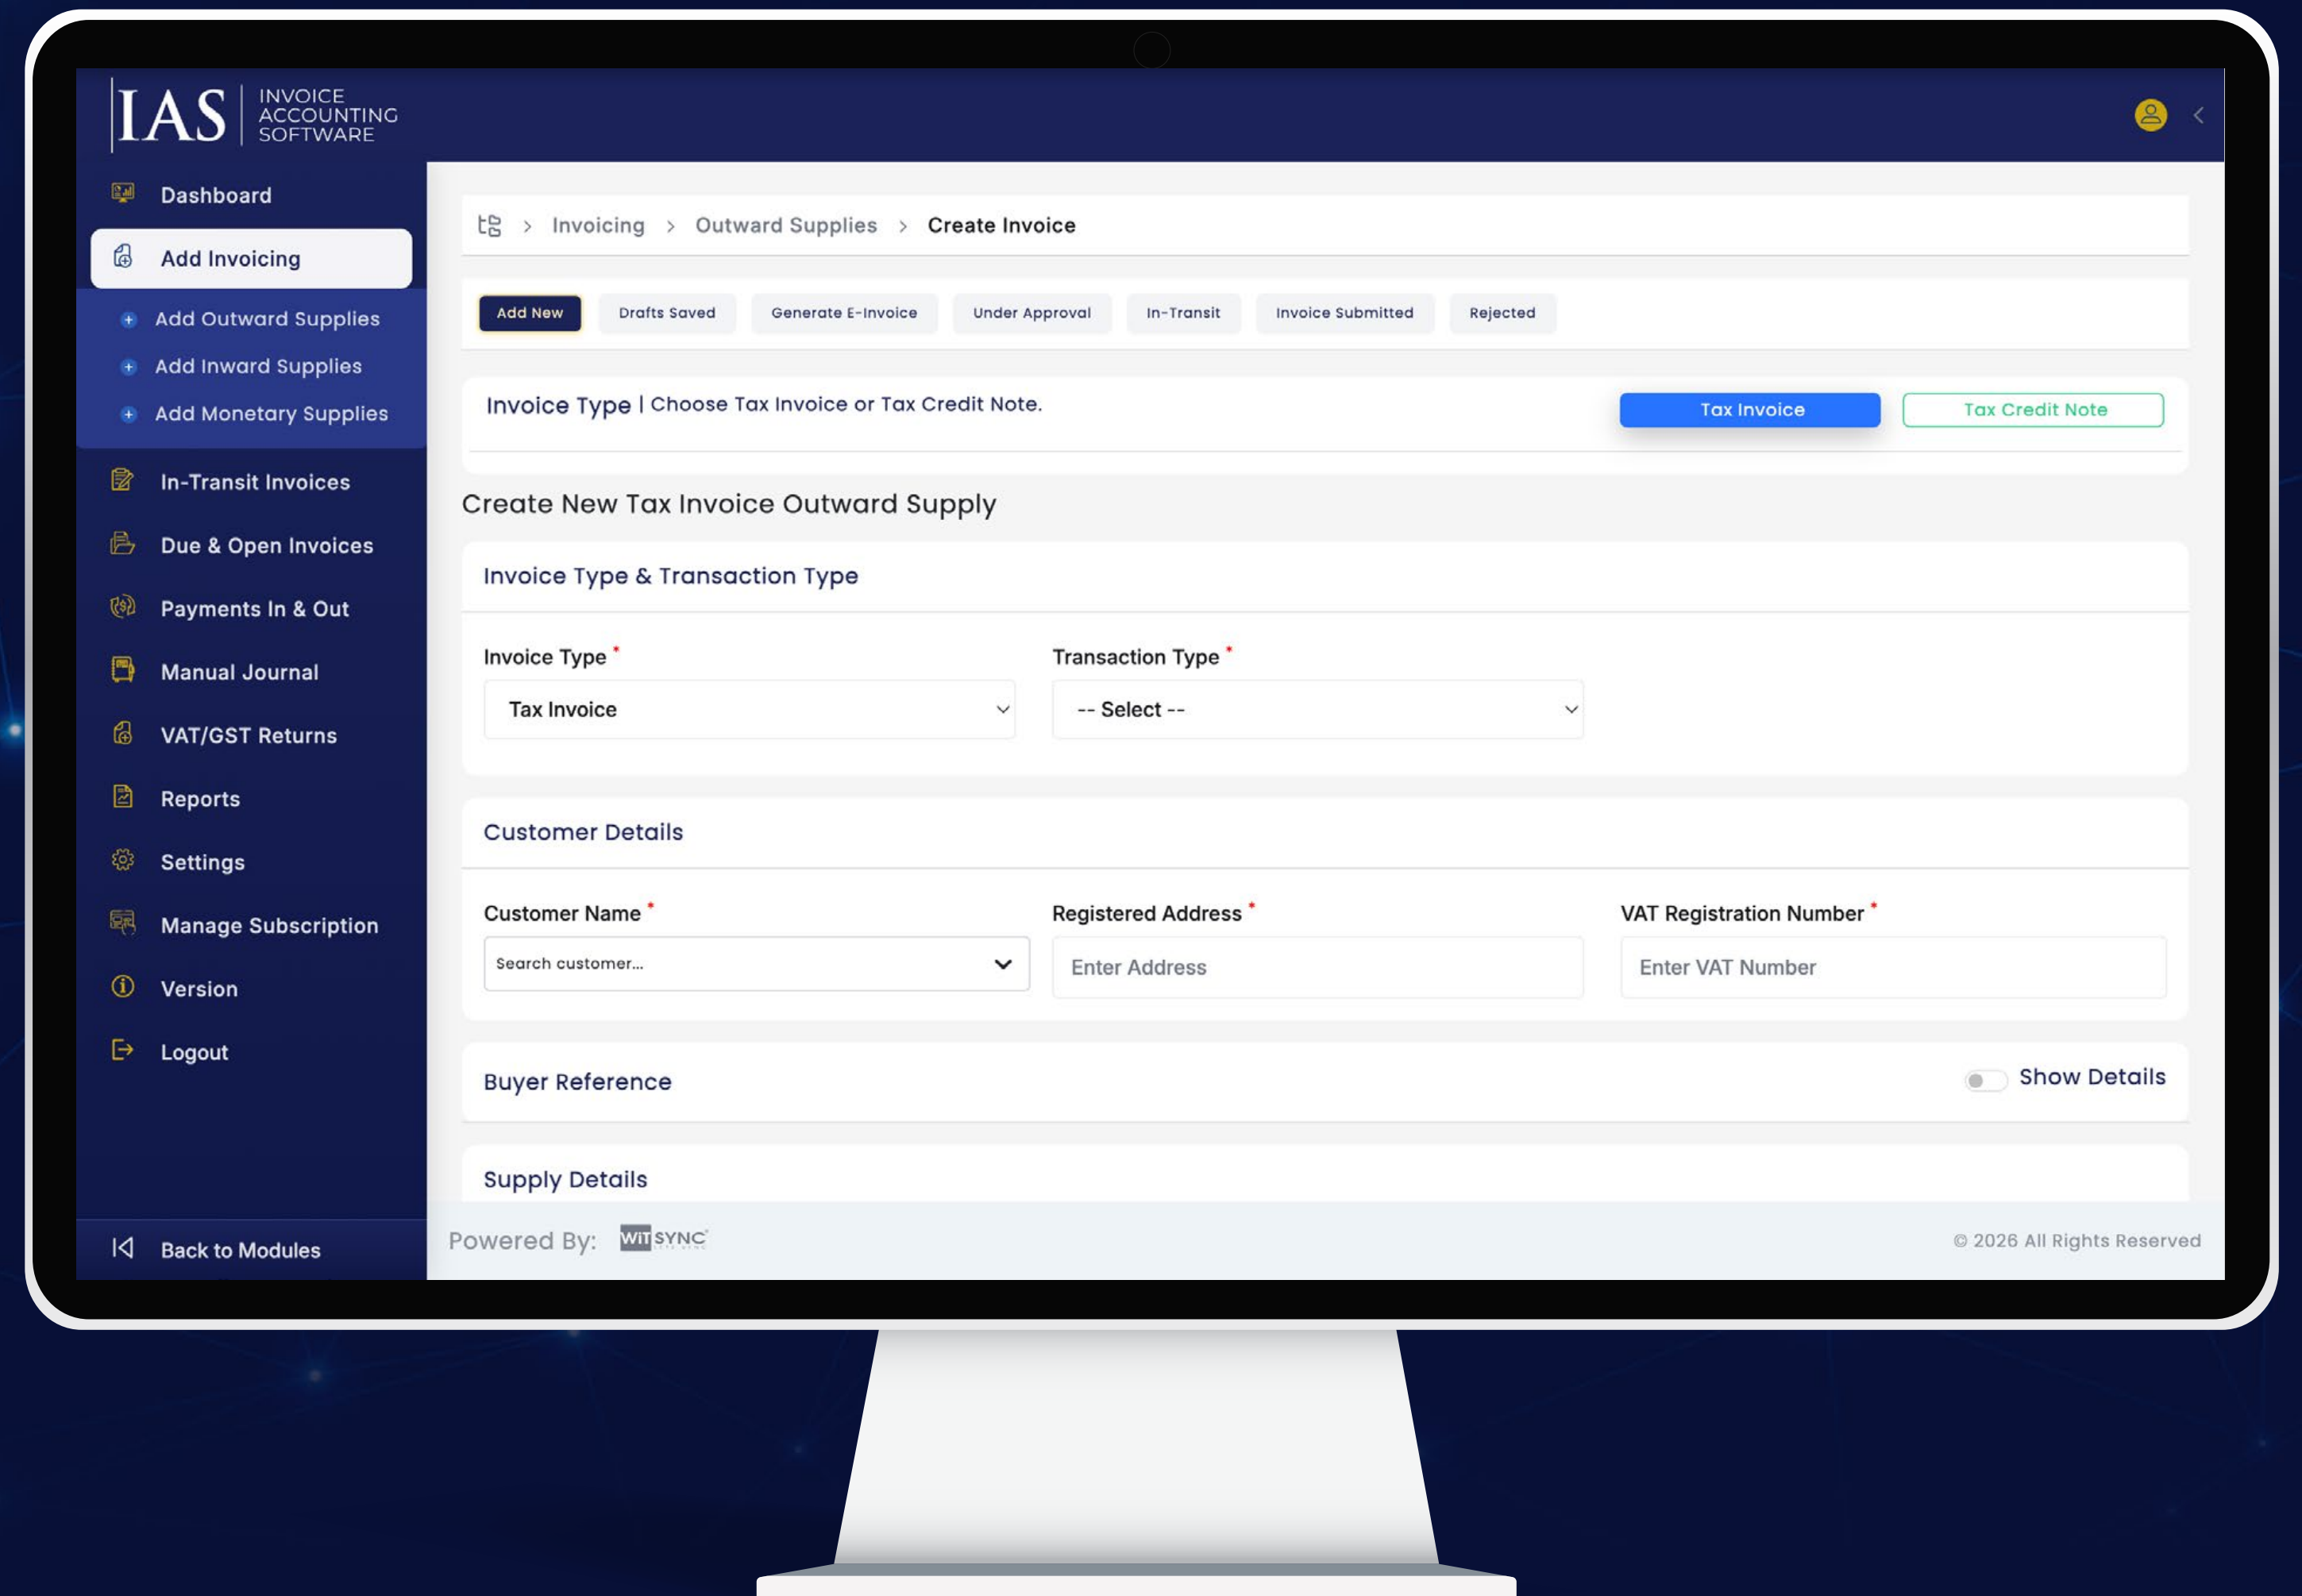 IAS
INVOICE
ACCOUNTING
SOFTWARE
Dashboard
Add Invoicing
Add Outward Supplies
Add Inward Supplies
Add Monetary Supplies
In-Transit Invoices
Due & Open Invoices
Payments In & Out
Manual Journal
VAT/GST Returns
Reports
Settings
Manage Subscription
Version
Logout
Back to Modules
> Invoicing > Outward Supplies > Create Invoice
Add New Drafts Saved Generate E-Invoice Under Approval In-Transit Invoice Submitted Rejected
Invoice Type | Choose Tax Invoice or Tax Credit Note. Tax Invoice Tax Credit Note
Create New Tax Invoice Outward Supply
Invoice Type & Transaction Type
Invoice Type * Transaction Type *
Tax Invoice -- Select --
Customer Details
Customer Name * Registered Address * VAT Registration Number *
Search customer... Enter Address Enter VAT Number
Buyer Reference Show Details
Supply Details
Powered By: WiT SYNC © 2026 All Rights Reserved